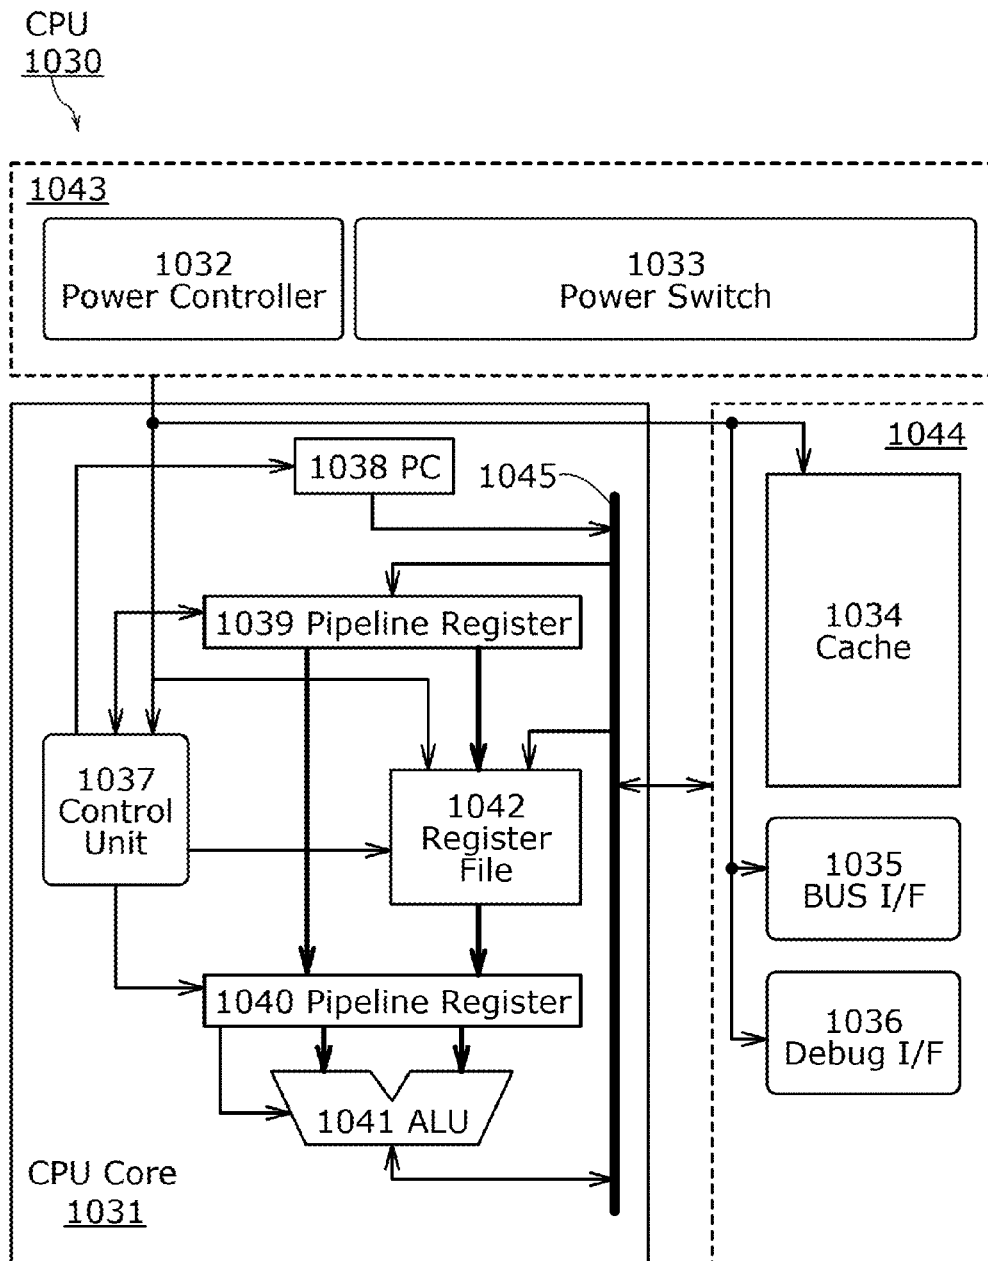 CPU
1030
1043
1032
Power Controller
1033
Power Switch
1044
1038 PC
1045
1039 Pipeline Register
1034
Cache
1037
Control
Unit
1042
Register
File
1035
BUS I/F
1040 Pipeline Register
1036
Debug I/F
1041 ALU
CPU Core
1031